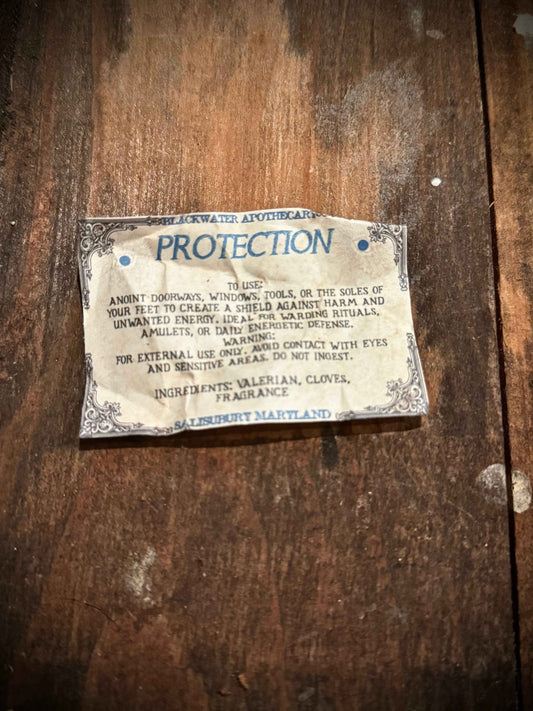 BLACKWATER APOTHECARY
PROTECTION
TO USE:
ANOINT DOORWAYS, WINDOWS, TOOLS, OR THE SOLES OF
YOUR FEET TO CREATE A SHIELD AGAINST HARM AND
UNWANTED ENERGY. IDEAL FOR WARDING RITUALS,
AMULETS, OR DAILY ENERGETIC DEFENSE.
WARNING:
FOR EXTERNAL USE ONLY. AVOID CONTACT WITH EYES
AND SENSITIVE AREAS. DO NOT INGEST.
INGREDIENTS: VALERIAN, CLOVES,
FRAGRANCE
SALISUBURY MARYLAND